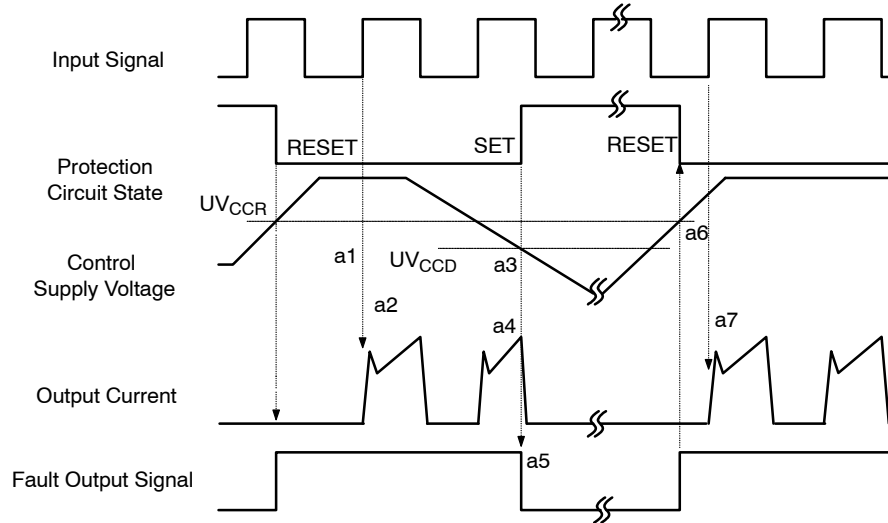 Input Signal
RESET
SET
RESET
Protection
Circuit State
UVCCR
a6
a1
UVCCD
a3
Control
Supply Voltage
a2
a4
a7
Output Current
a5
Fault Output Signal